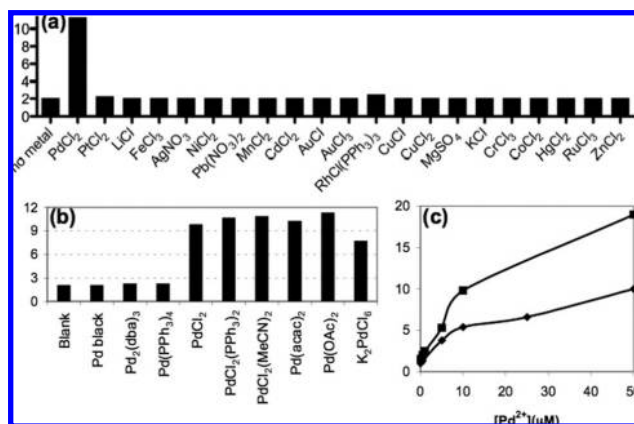 (a)
10
8
6
4
2
0
no metal
PdCl2
PtCl2
LiCl
FeCl3
AgNO3
NiCl2
Pb(NO3)2
MnCl2
CdCl2
AuCl
AuCl3
RhCl(PPh3)3
CuCl
CuCl2
MgSO4
KCl
CrCl3
CoCl2
HgCl2
RuCl3
ZnCl2
(b)
12
9
6
3
0
Blank
Pd black
Pd2(dba)3
Pd(PPh3)4
PdCl2
PdCl2(PPh3)2
PdCl2(MeCN)2
Pd(acac)2
Pd(OAc)2
K2PdCl6
(c)
20
15
10
5
0
0
10
20
30
40
50
[Pd2+](μM)